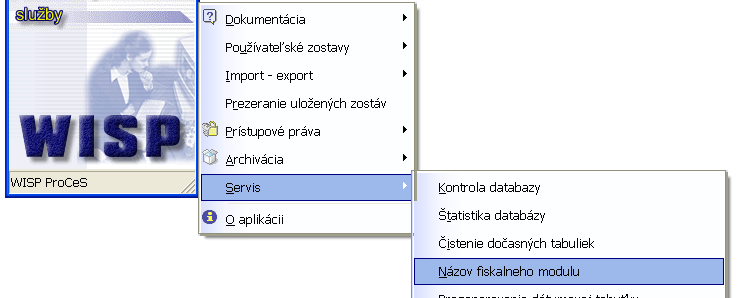 služby
WISP
WISP ProCeS
Dokumentácia
Používateľské zostavy
Import - export
Prezeranie uložených zostáv
Prístupové práva
Archivácia
Servis
O aplikácii
Kontrola databazy
Štatistika databázy
Čistenie dočasných tabuliek
Názov fiskalneho modulu